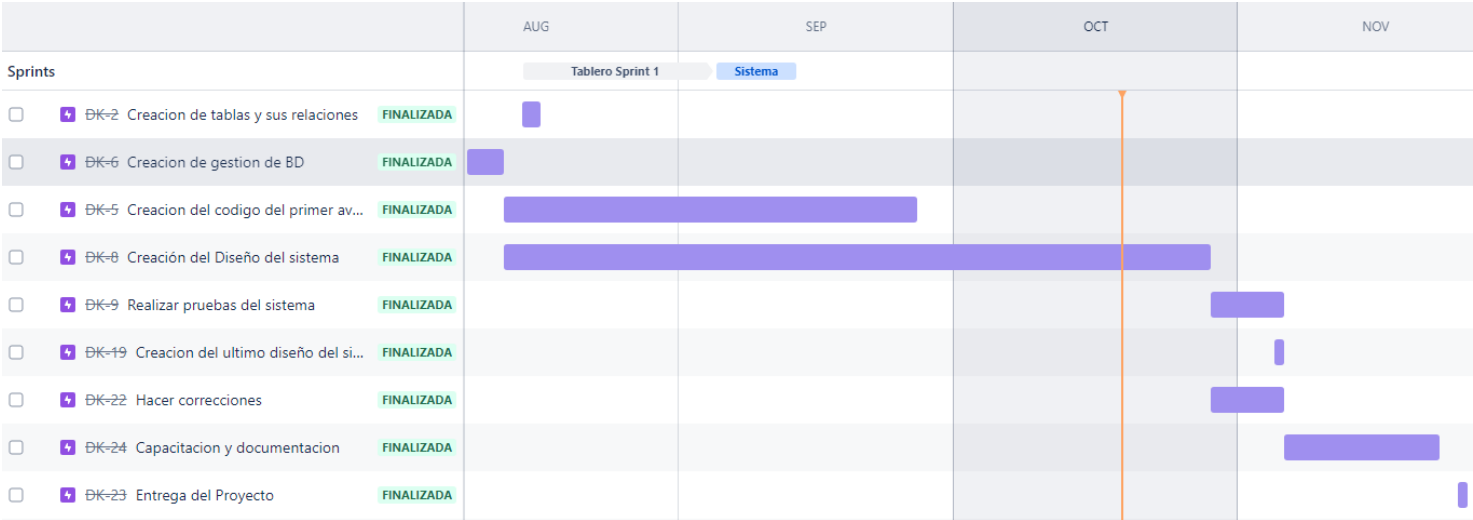 AUG SEP OCT NOV
Sprints Tablero Sprint 1 Sistema
DK-2 Creacion de tablas y sus relaciones FINALIZADA
DK-6 Creacion de gestion de BD FINALIZADA
DK-5 Creacion del codigo del primer av... FINALIZADA
DK-8 Creación del Diseño del sistema FINALIZADA
DK-9 Realizar pruebas del sistema FINALIZADA
DK-19 Creacion del ultimo diseño del si... FINALIZADA
DK-22 Hacer correcciones FINALIZADA
DK-24 Capacitacion y documentacion FINALIZADA
DK-23 Entrega del Proyecto FINALIZADA